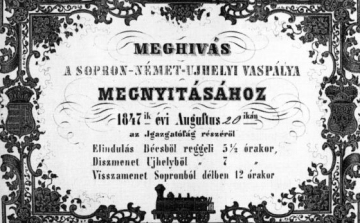 MEGHIVÁS
A SOPRON-NÉMET-UJHELYI VASPÁLYA
MEGNYITÁSÁHOZ
1847ik évi Augustus 20ikán
az Igazgatóság részéről
Elindulás Bécsből reggeli 5½ órakor,
Diszmenet Ujhelyből " 7 "
Visszamenet Sopronból délben 12 órakor